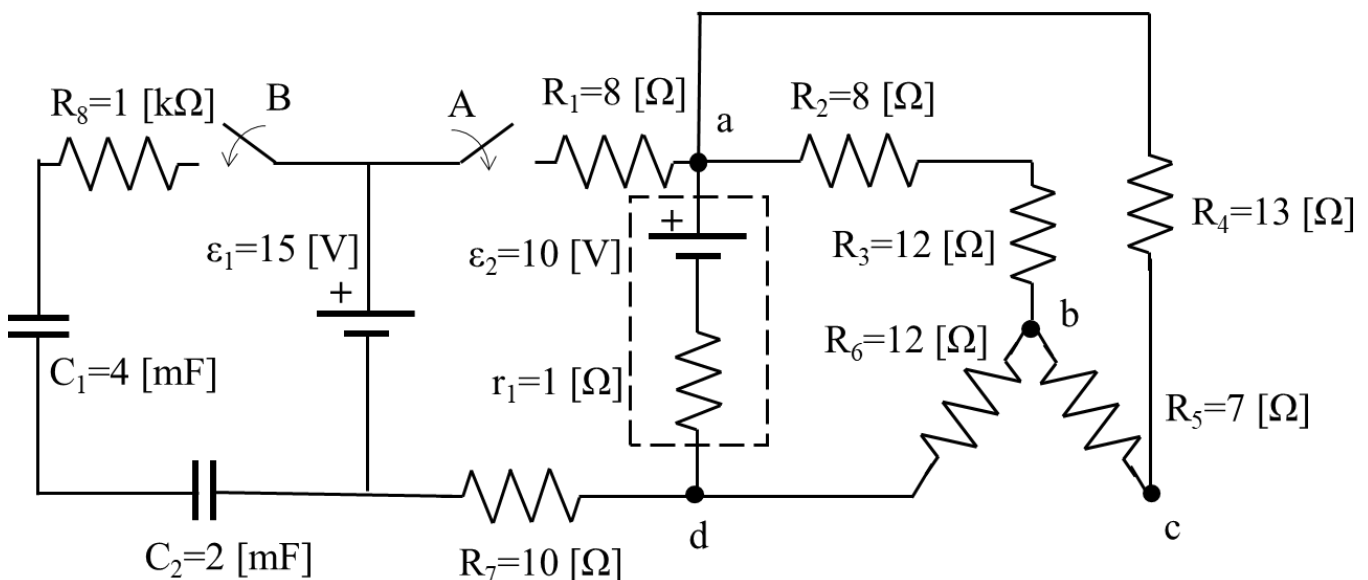 R₈=1 [kΩ]
B
A
R₁=8 [Ω]
a
R₂=8 [Ω]
ε₁=15 [V]
+
ε₂=10 [V]
+
R₃=12 [Ω]
R₄=13 [Ω]
C₁=4 [mF]
r₁=1 [Ω]
R₆=12 [Ω]
b
R₅=7 [Ω]
C₂=2 [mF]
R₇=10 [Ω]
d
c